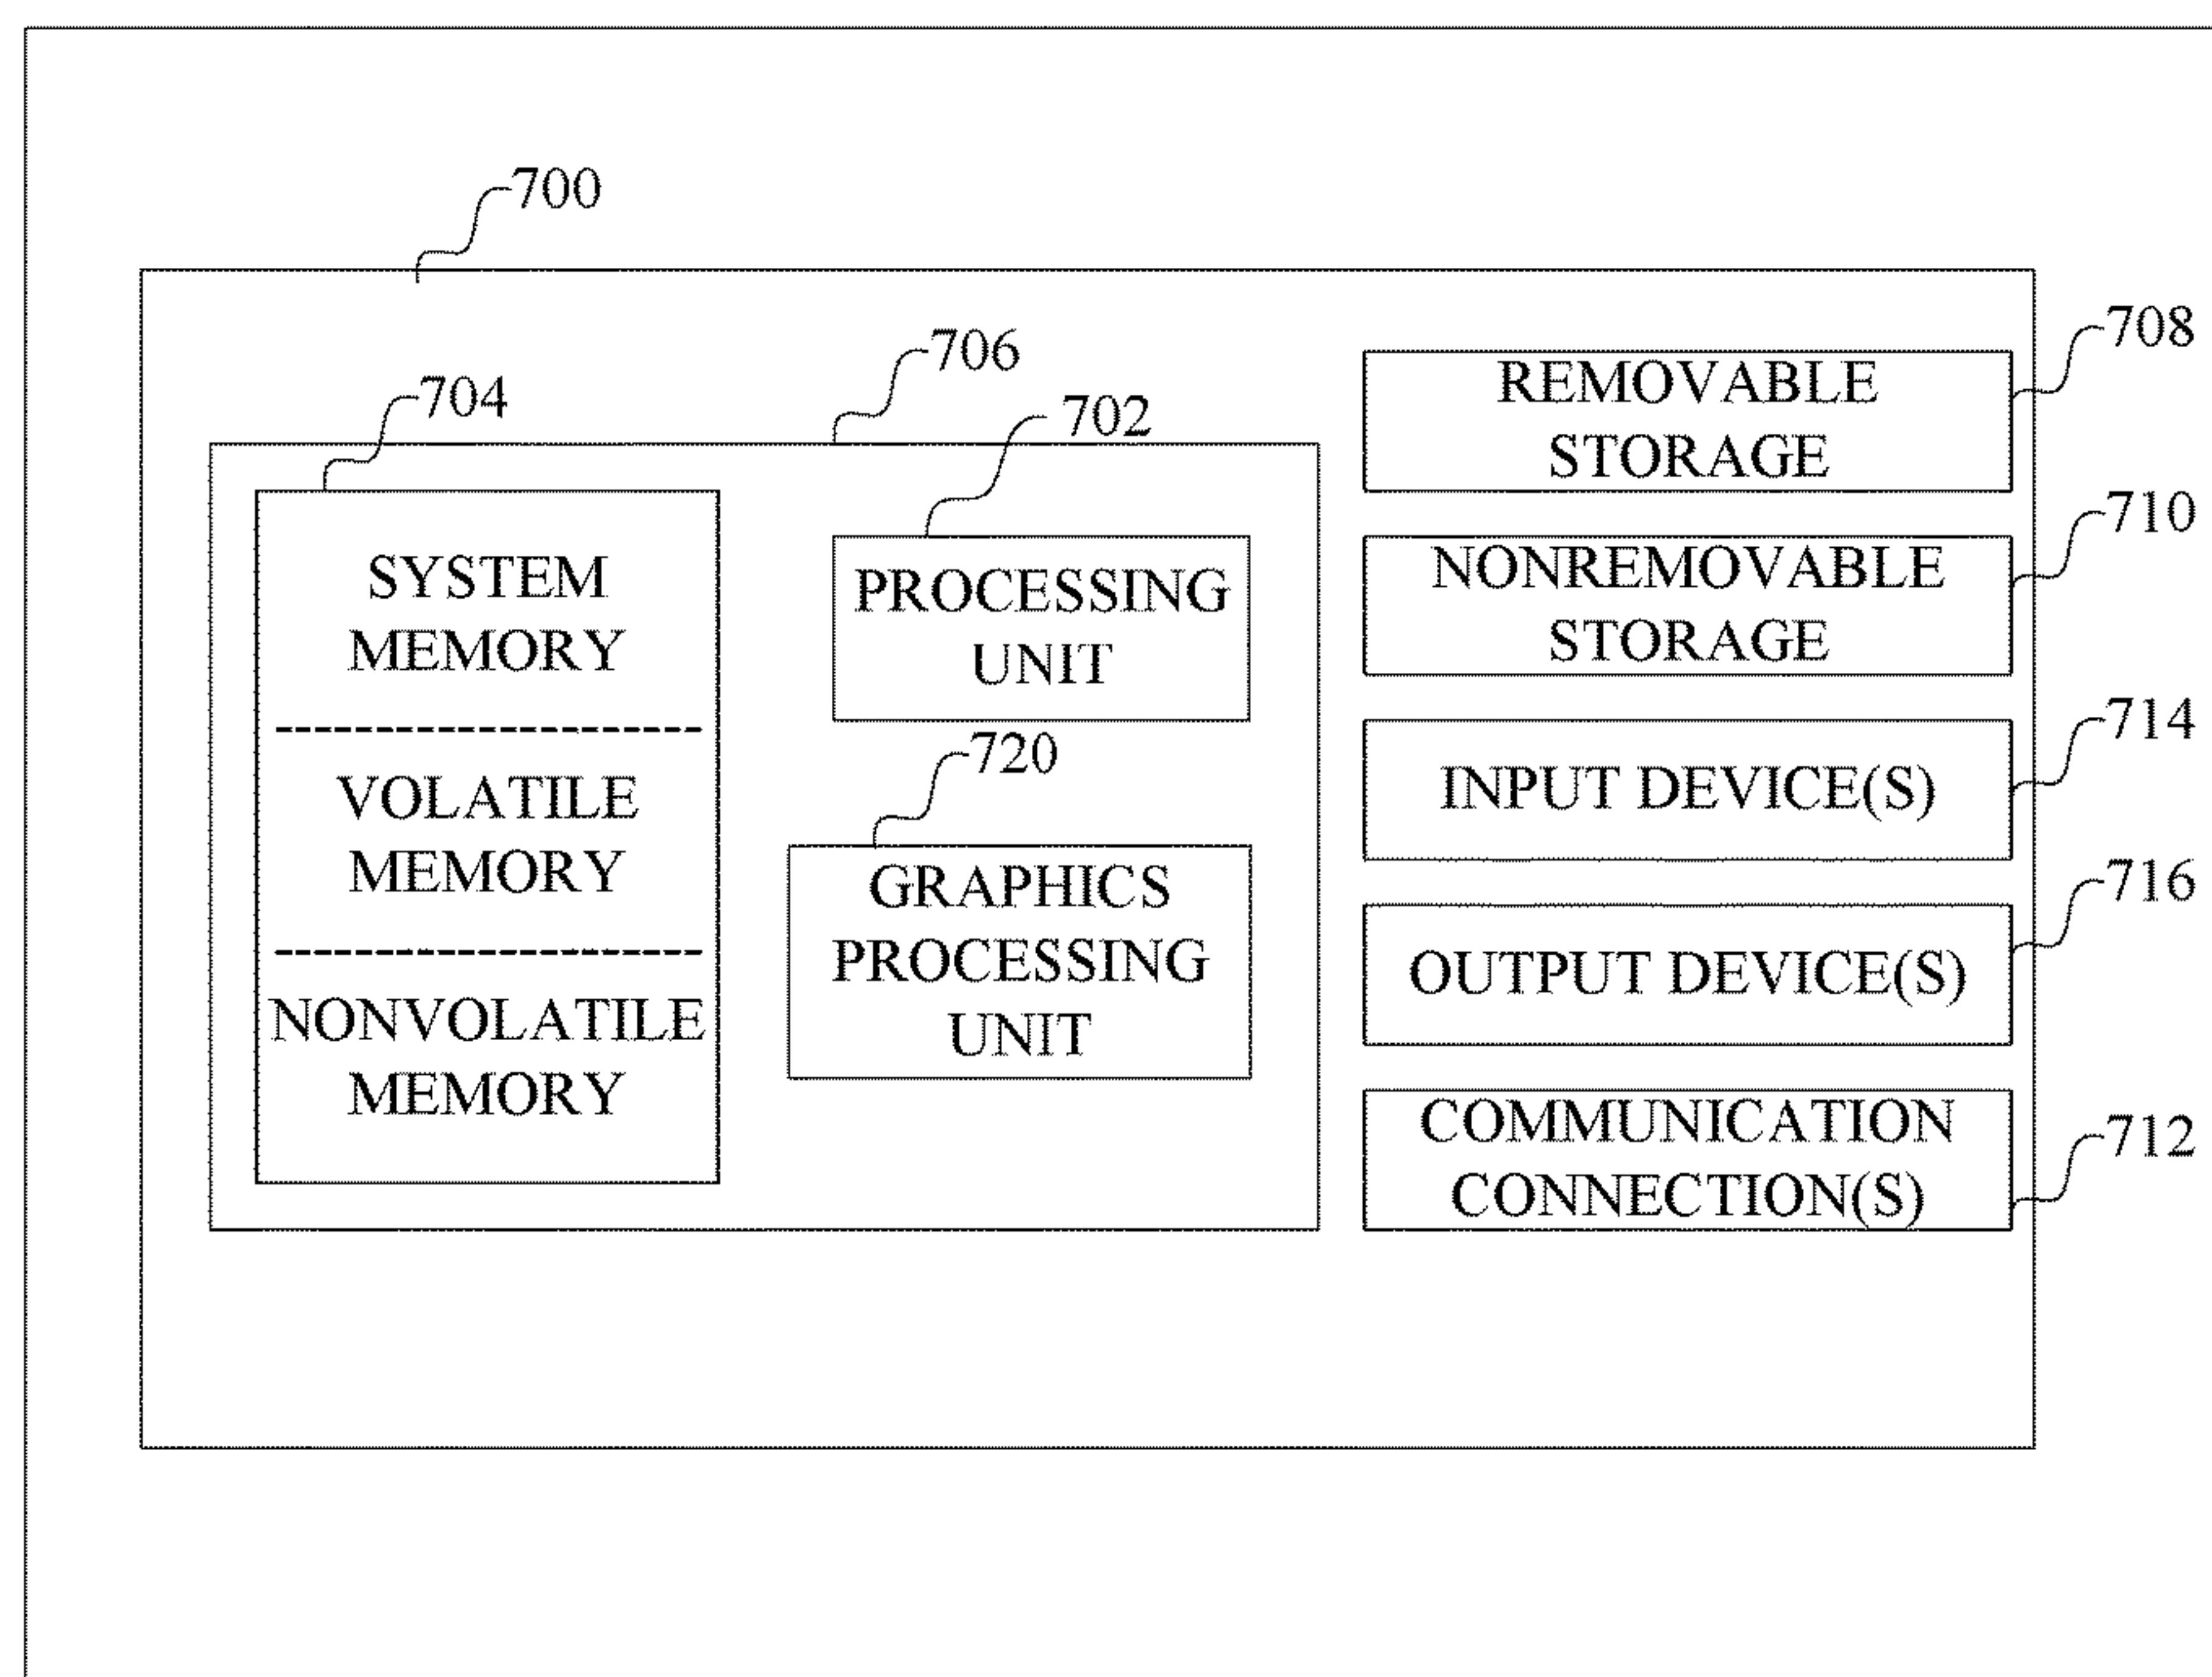 700
706
708
704
702
REMOVABLE
STORAGE
710
SYSTEM
MEMORY
PROCESSING
UNIT
NONREMOVABLE
STORAGE
720
714
VOLATILE
MEMORY
INPUT DEVICE(S)
GRAPHICS
PROCESSING
UNIT
716
OUTPUT DEVICE(S)
NONVOLATILE
MEMORY
712
COMMUNICATION
CONNECTION(S)